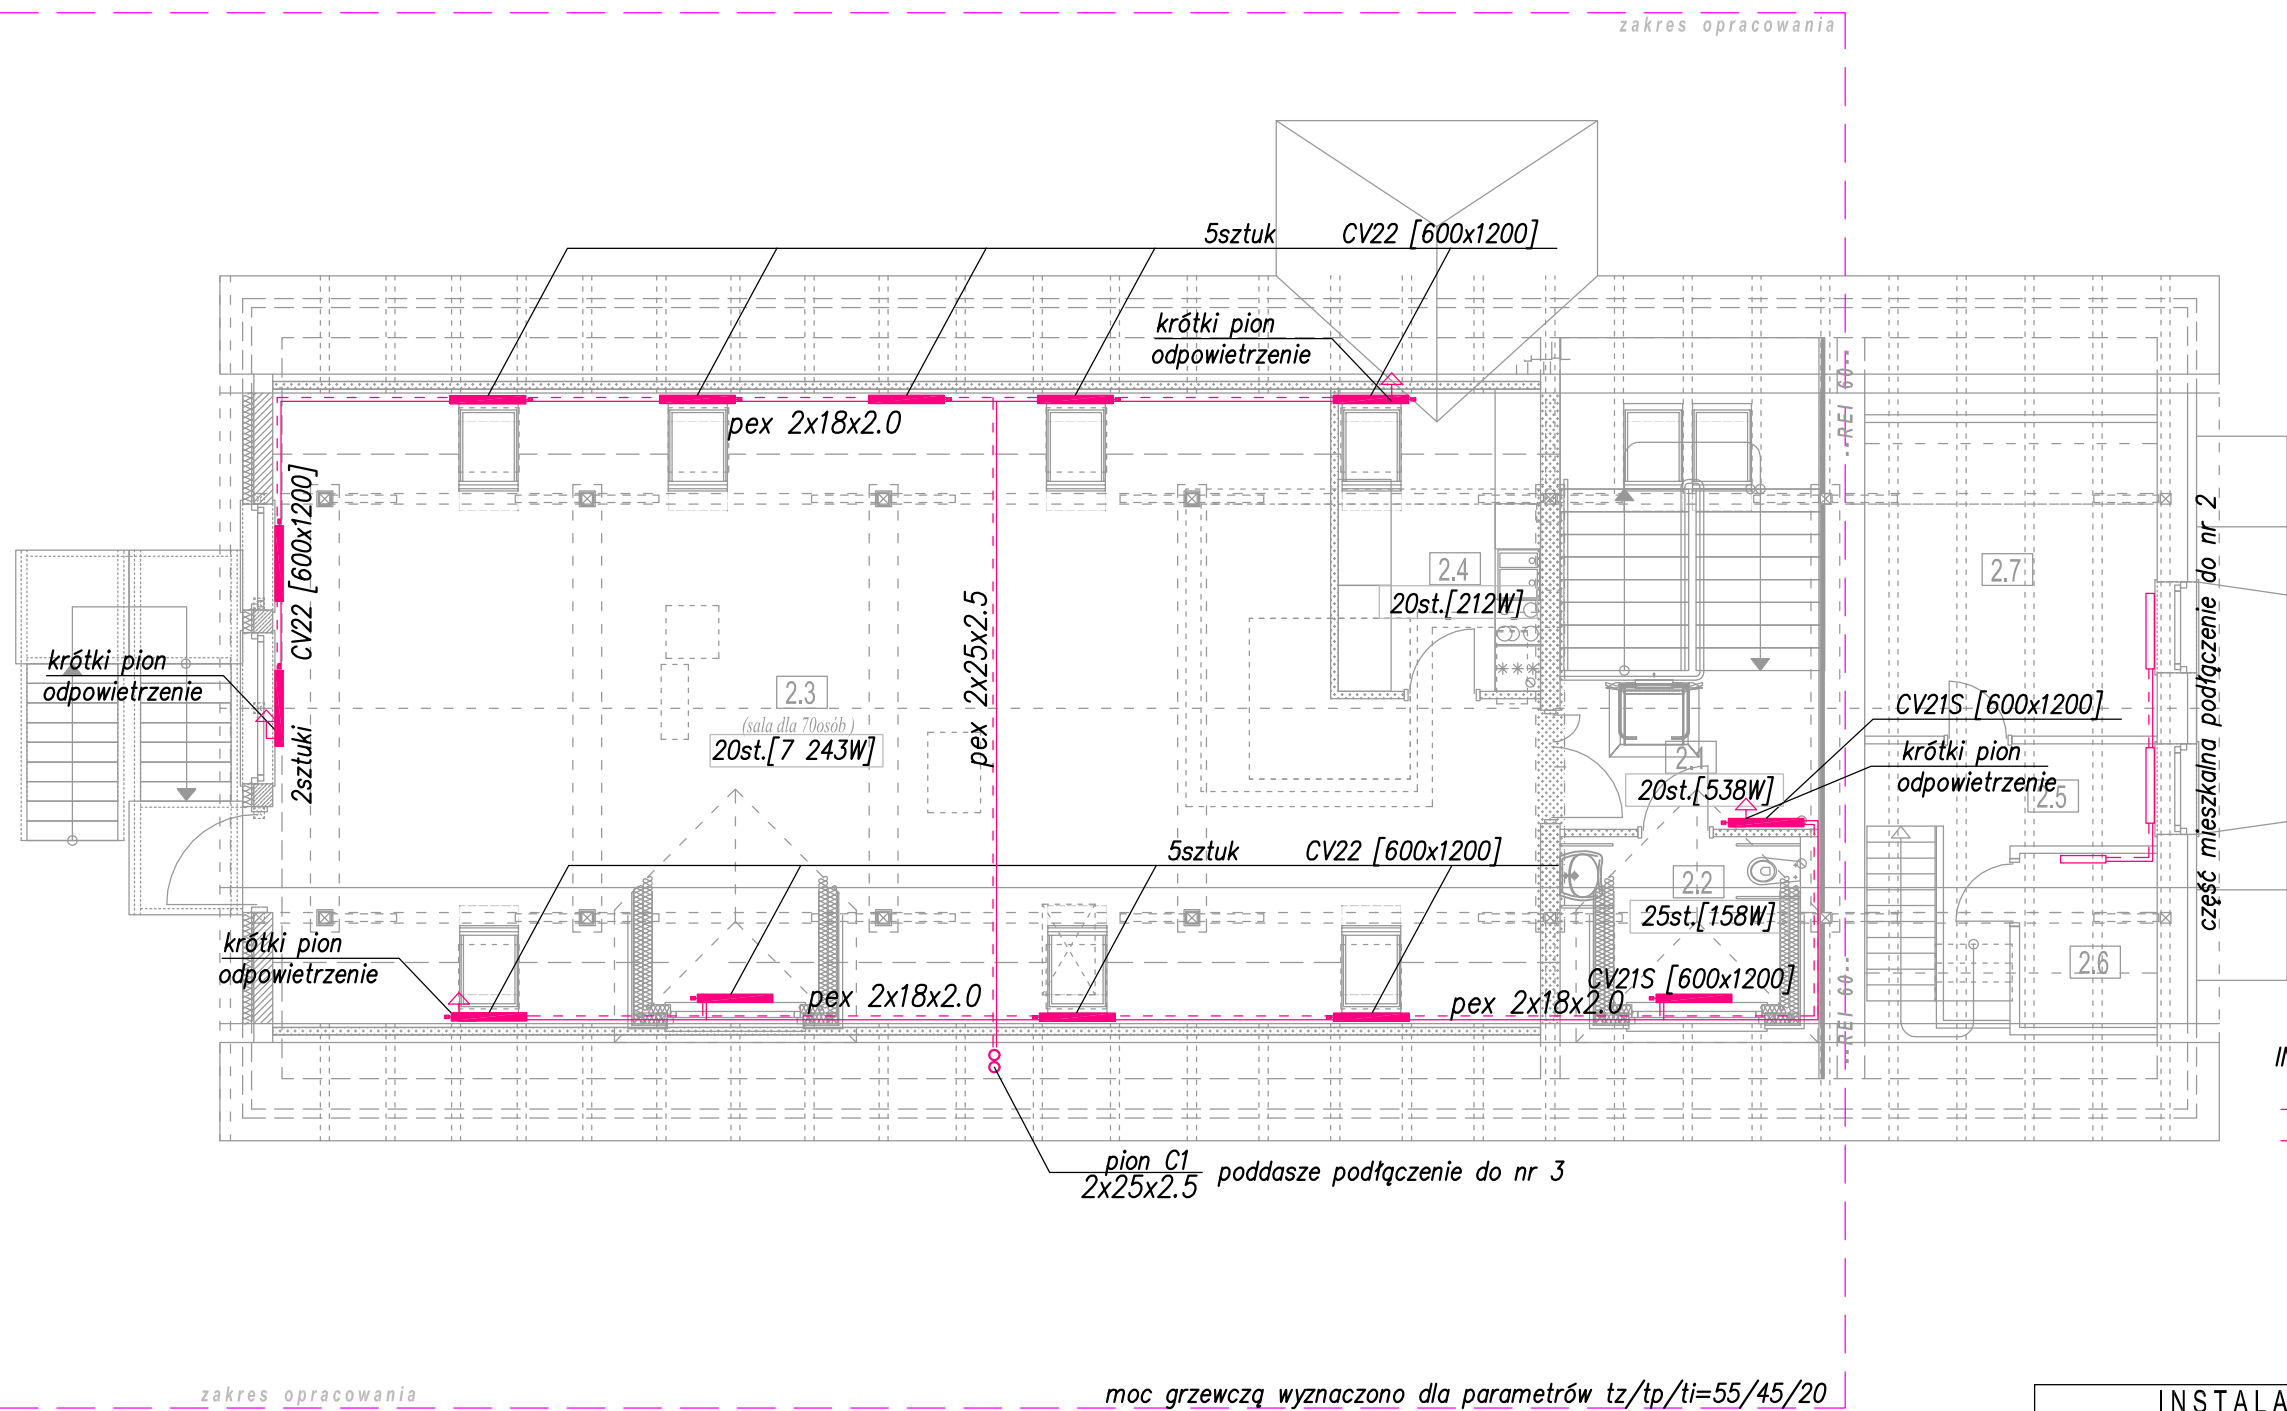 zakres opracowania
5sztuk CV22 [600x1200]
krótki pion
odpowietrzenie
REI 60
pex 2x18x2.0
CV22 [600x1200]
2sztuki
krótki pion
odpowietrzenie
pex 2x25x2.5
2.4
20st.[212W]
2.7
część mieszkalna podłączenie do nr 2
2.3
(sala dla 70osób)
20st.[7 243W]
CV21S [600x1200]
krótki pion
odpowietrzenie
2.1
20st.[538W]
2.5
5sztuk CV22 [600x1200]
2.2
25st.[158W]
krótki pion
odpowietrzenie
2.6
CV21S [600x1200]
pex 2x18x2.0
pex 2x18x2.0
REI 60
pion C1
2x25x2.5
poddasze podłączenie do nr 3
zakres opracowania
moc grzewczą wyznaczono dla parametrów tz/tp/ti=55/45/20
INSTALA